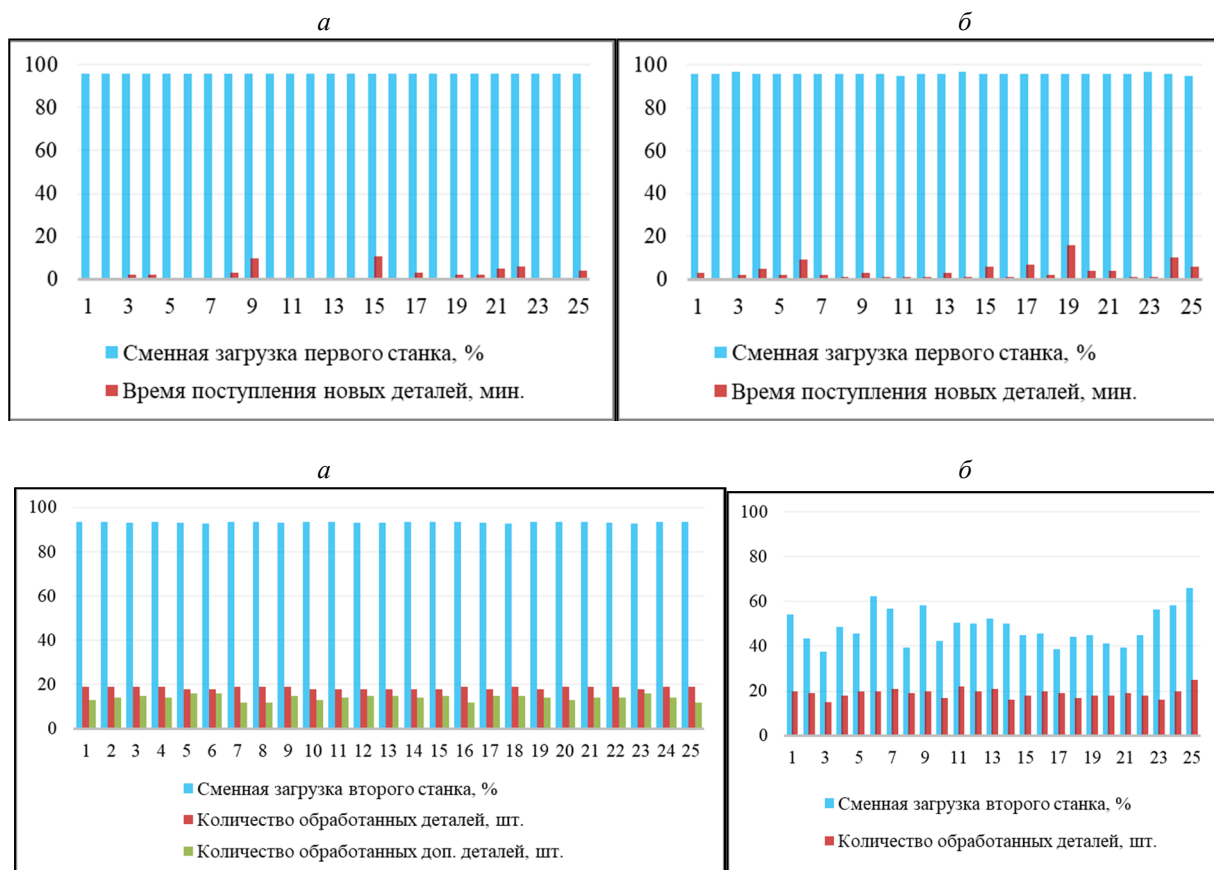 а
100
80
60
40
20
0
1 3 5 7 9 11 13 15 17 19 21 23 25
Сменная загрузка первого станка, %
Время поступления новых деталей, мин.
б
100
80
60
40
20
0
1 3 5 7 9 11 13 15 17 19 21 23 25
Сменная загрузка первого станка, %
Время поступления новых деталей, мин.
а
100
80
60
40
20
0
1 2 3 4 5 6 7 8 9 10 11 12 13 14 15 16 17 18 19 20 21 22 23 24 25
Сменная загрузка второго станка, %
Количество обработанных деталей, шт.
Количество обработанных доп. деталей, шт.
б
100
80
60
40
20
0
1 3 5 7 9 11 13 15 17 19 21 23 25
Сменная загрузка второго станка, %
Количество обработанных деталей, шт.